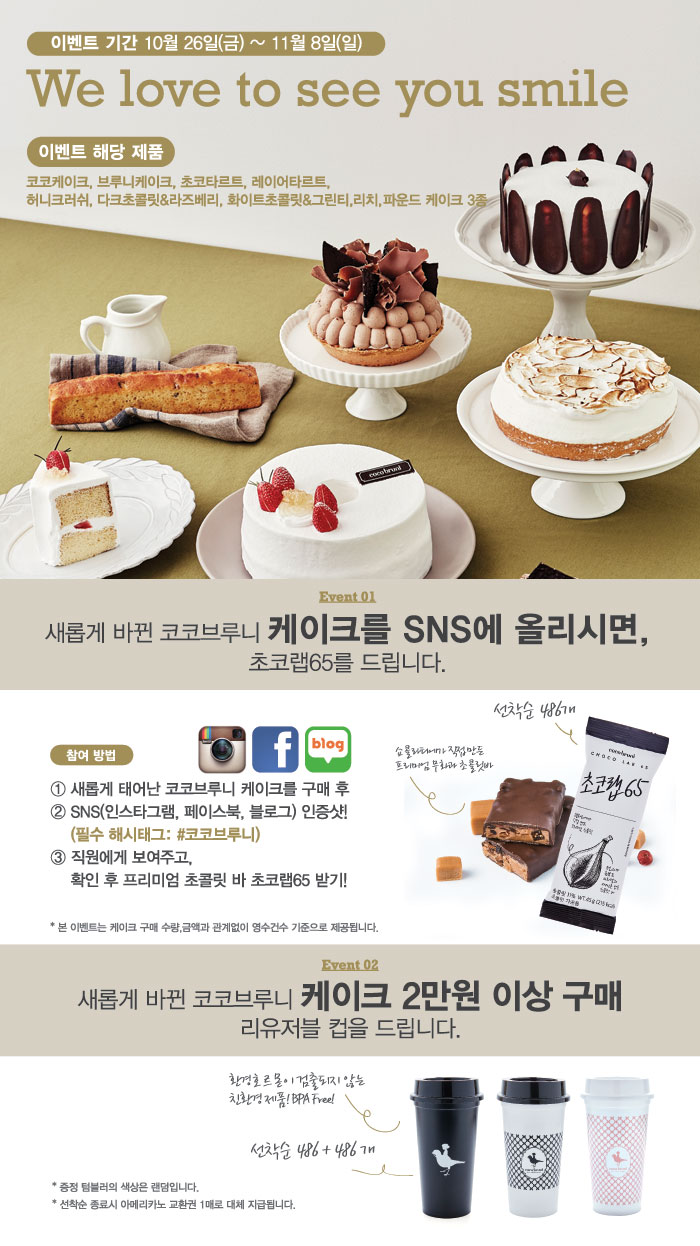 이벤트 기간 10월 26일(금) ~ 11월 8일(일)
We love to see you smile
이벤트 해당 제품
코코케이크, 브루니케이크, 초코타르트, 레이어타르트,
허니크러쉬, 다크초콜릿&라즈베리, 화이트초콜릿&그린티,리치,파운드 케이크 3종
cocobruni
Event 01
새롭게 바뀐 코코브루니 케이크를 SNS에 올리시면,
초코랩65를 드립니다.
선착순 486개
쇼콜라티에가 직접 만든
프리미엄 무화과 초콜릿바
참여 방법
blog
① 새롭게 태어난 코코브루니 케이크를 구매 후
② SNS(인스타그램, 페이스북, 블로그) 인증샷!
(필수 해시태그: #코코브루니)
③ 직원에게 보여주고,
확인 후 프리미엄 초콜릿 바 초코랩65 받기!
cocobruni
CHOCO LAB 65
초코랩 65
* 본 이벤트는 케이크 구매 수량,금액과 관계없이 영수건수 기준으로 제공됩니다.
Event 02
새롭게 바뀐 코코브루니 케이크 2만원 이상 구매
리유저블 컵을 드립니다.
환경호르몬이 검출되지 않는
친환경 제품! BPA Free!
선착순 486 + 486개
* 증정 텀블러의 색상은 랜덤입니다.
* 선착순 종료시 아메리카노 교환권 1매로 대체 지급됩니다.